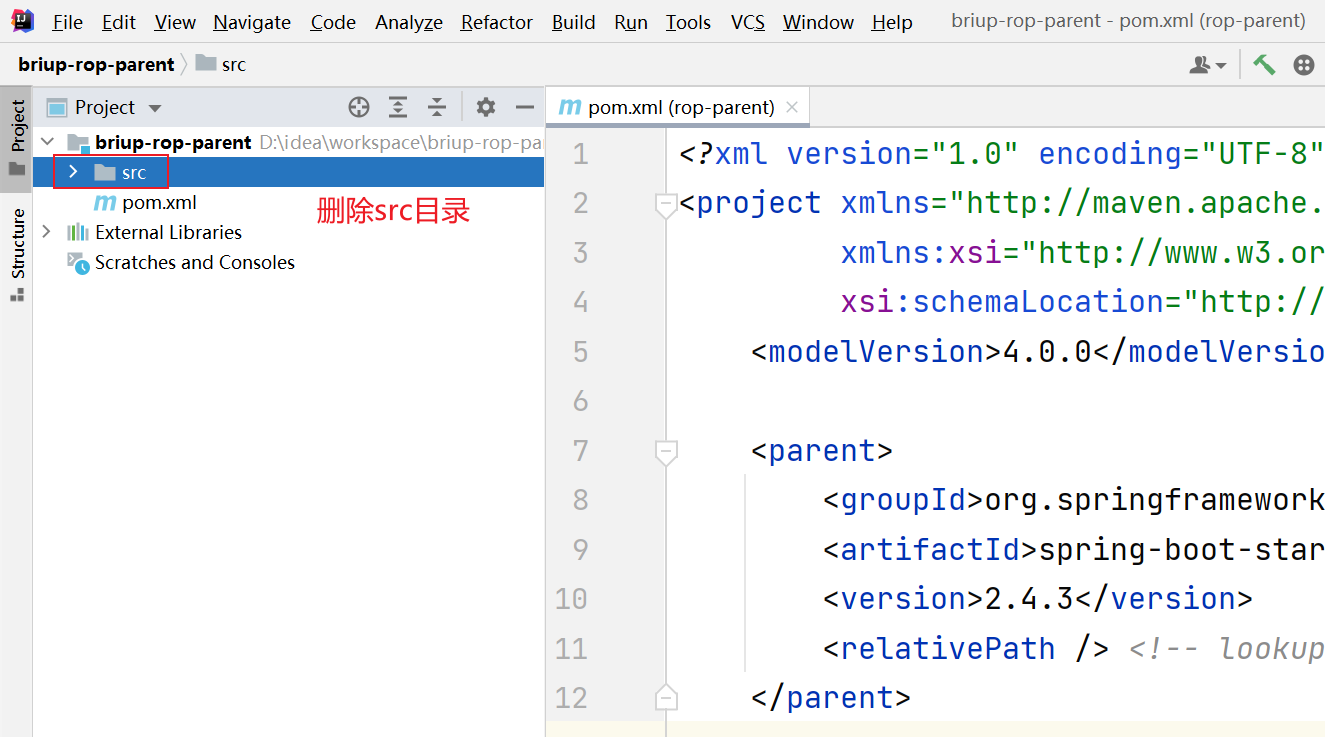 File Edit View Navigate Code Analyze Refactor Build Run Tools VCS Window Help briup-rop-parent - pom.xml (rop-parent)
briup-rop-parent src
Project
Structure
Project
briup-rop-parent D:\idea\workspace\briup-rop-pa
src
pom.xml
删除src目录
External Libraries
Scratches and Consoles
pom.xml (rop-parent)
1 <?xml version="1.0" encoding="UTF-8"
2 <project xmlns="http://maven.apache.
3 xmlns:xsi="http://www.w3.or
4 xsi:schemaLocation="http://
5 <modelVersion>4.0.0</modelVersio
6
7 <parent>
8 <groupId>org.springframework
9 <artifactId>spring-boot-star
10 <version>2.4.3</version>
11 <relativePath /> <!-- lookup
12 </parent>